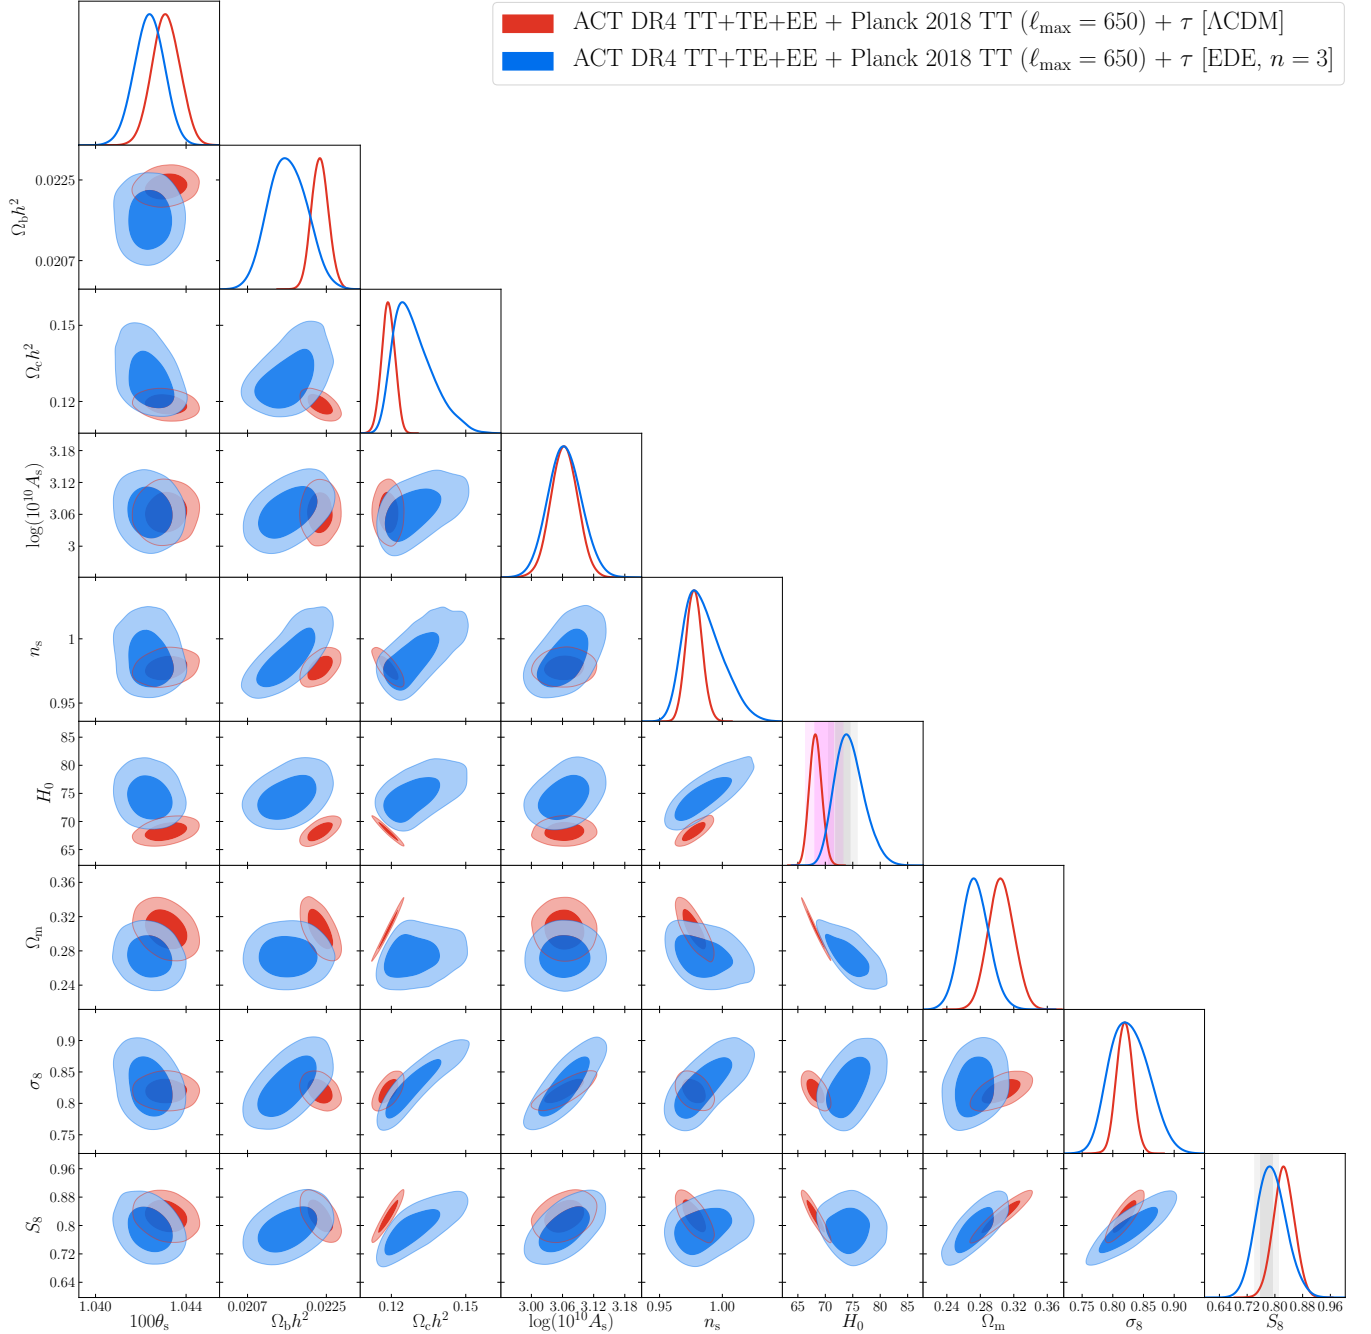 ACT DR4 TT+TE+EE + Planck 2018 TT (ℓmax = 650) + τ [ΛCDM]
ACT DR4 TT+TE+EE + Planck 2018 TT (ℓmax = 650) + τ [EDE, n = 3]
0.0225
0.0207
Ωbh²
0.15
0.12
Ωch²
3.18
3.12
3.06
3
log(10¹⁰Aₛ)
1
0.95
nₛ
85
80
75
70
65
H₀
0.36
0.32
0.28
0.24
Ωm
0.9
0.85
0.8
0.75
σ₈
0.96
0.88
0.8
0.72
0.64
S₈
1.040 1.044 0.0207 0.0225 0.12 0.15 3.00 3.06 3.12 3.18 0.95 1.00 65 70 75 80 85 0.24 0.28 0.32 0.36 0.75 0.80 0.85 0.90 0.64 0.72 0.80 0.88 0.96
100θₛ Ωbh² Ωch² log(10¹⁰Aₛ) nₛ H₀ Ωm σ₈ S₈